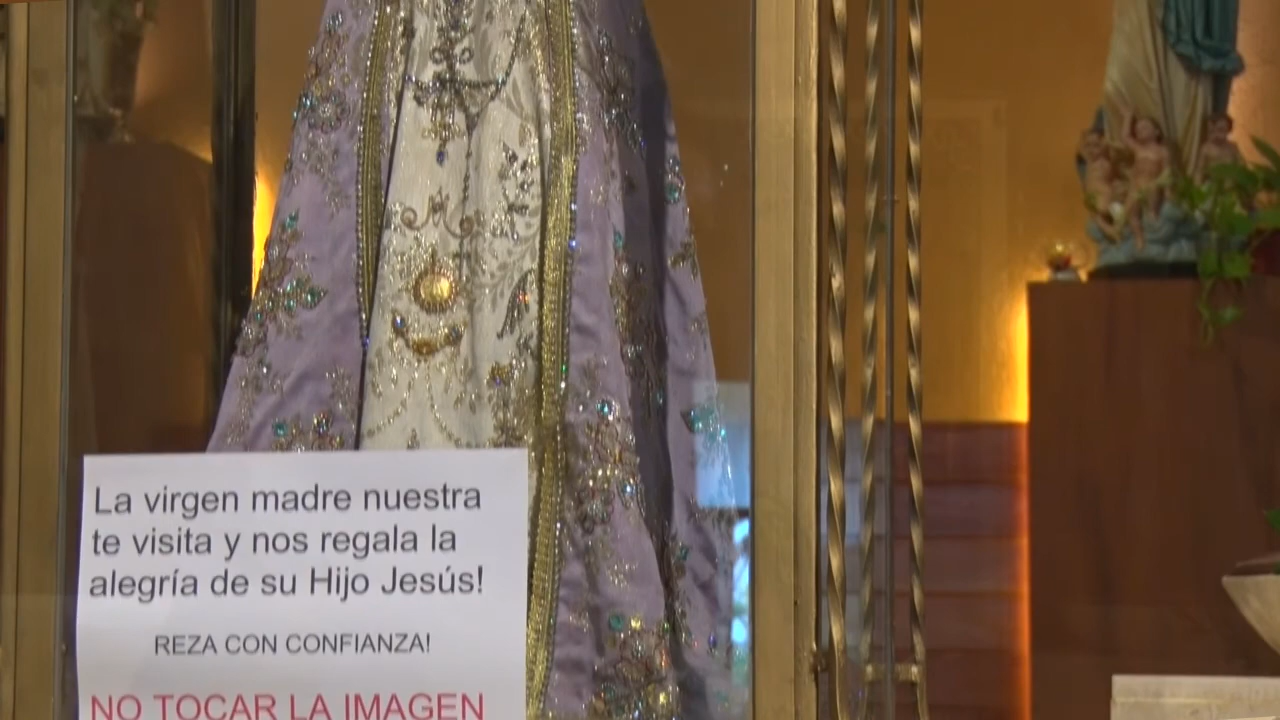 La virgen madre nuestra
te visita y nos regala la
alegría de su Hijo Jesús!
REZA CON CONFIANZA!
NO TOCAR LA IMAGEN